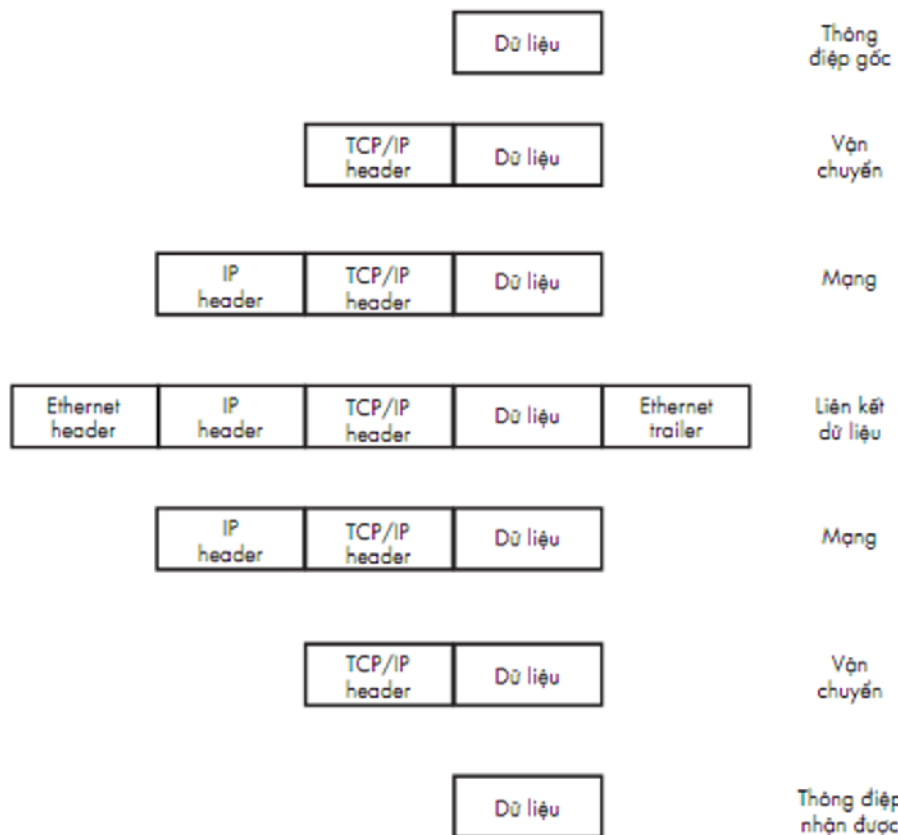 Dữ liệu
Thông
điệp gốc
TCP/IP
header
Dữ liệu
Vận
chuyển
IP
header
TCP/IP
header
Dữ liệu
Mạng
Ethernet
header
IP
header
TCP/IP
header
Dữ liệu
Ethernet
trailer
Liên kết
dữ liệu
IP
header
TCP/IP
header
Dữ liệu
Mạng
TCP/IP
header
Dữ liệu
Vận
chuyển
Dữ liệu
Thông điệp
nhận được